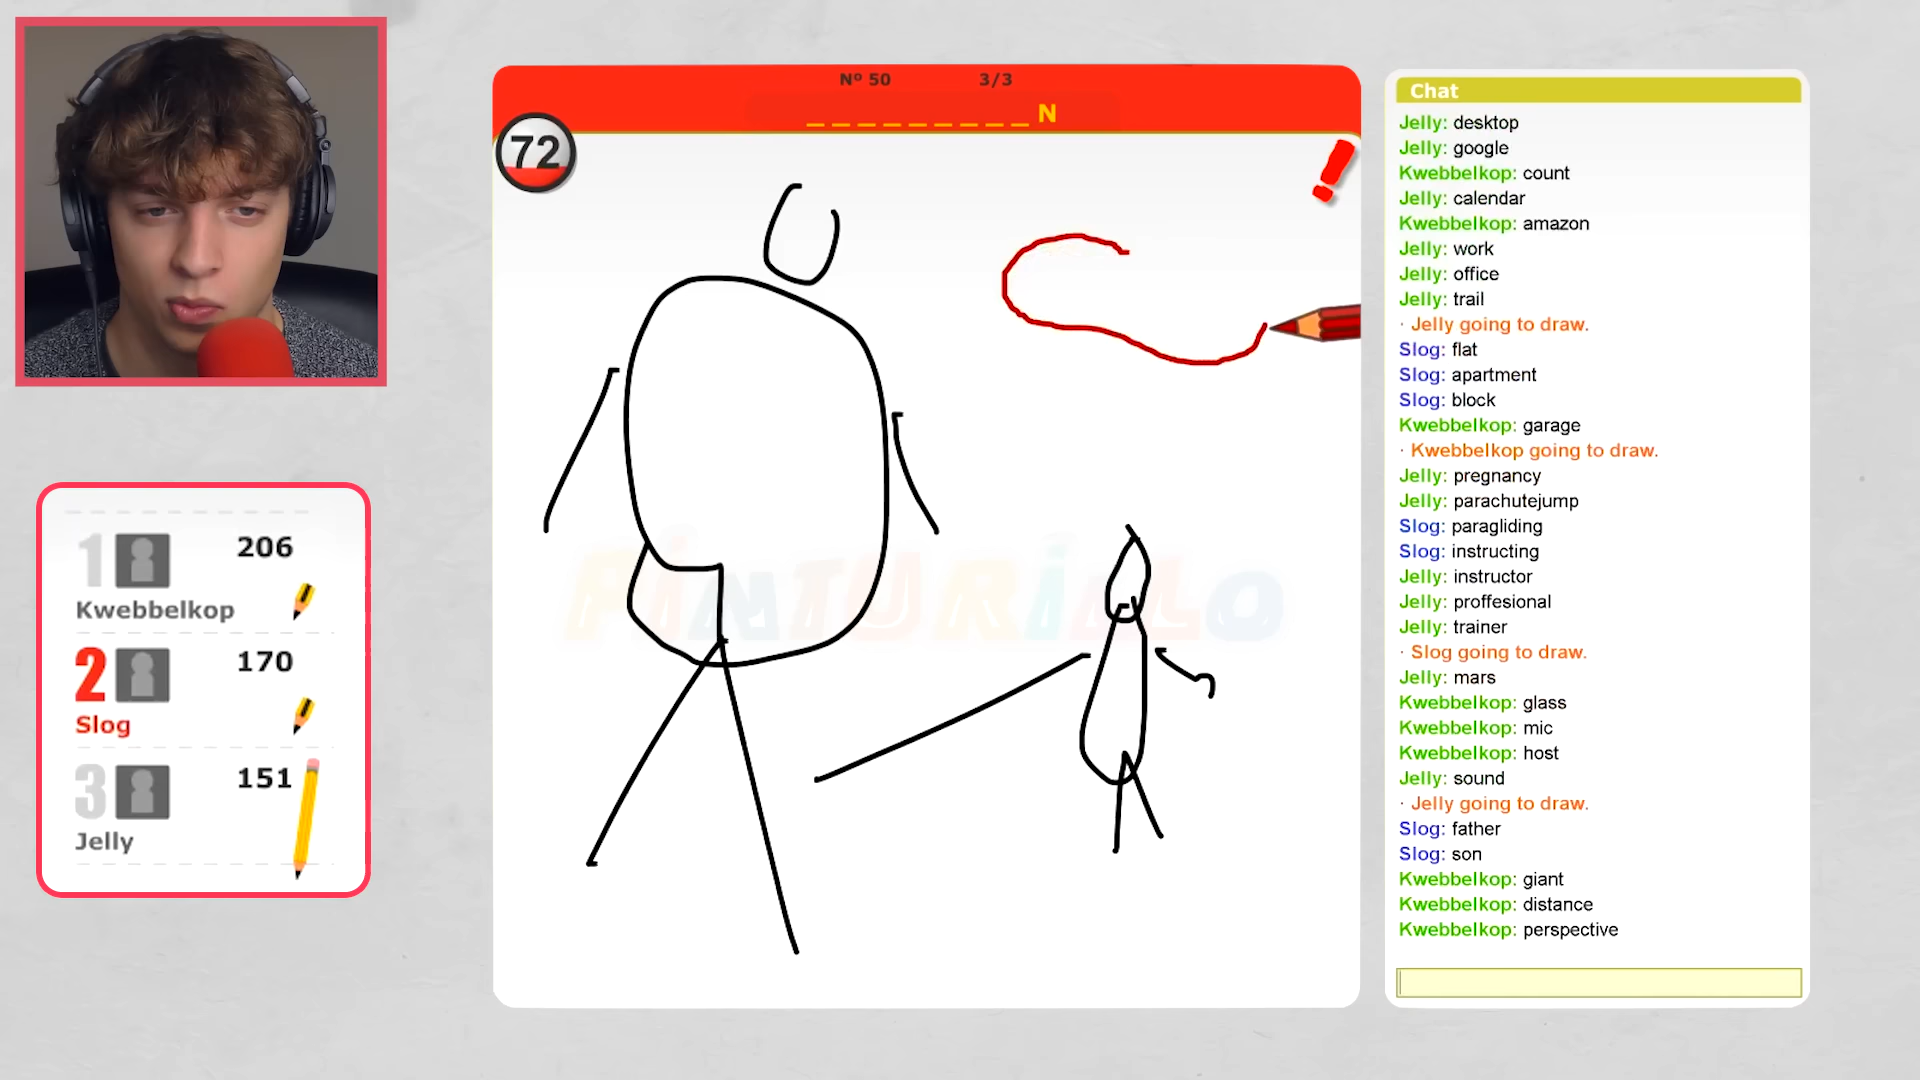 Nº 50 3/3
_ _ _ _ _ _ _ _ _ N
72
PINTURILLO
1 206
Kwebbelkop
2 170
Slog
3 151
Jelly
Chat
Jelly: desktop
Jelly: google
Kwebbelkop: count
Jelly: calendar
Kwebbelkop: amazon
Jelly: work
Jelly: office
Jelly: trail
· Jelly going to draw.
Slog: flat
Slog: apartment
Slog: block
Kwebbelkop: garage
· Kwebbelkop going to draw.
Jelly: pregnancy
Jelly: parachutejump
Slog: paragliding
Slog: instructing
Jelly: instructor
Jelly: proffesional
Jelly: trainer
· Slog going to draw.
Jelly: mars
Kwebbelkop: glass
Kwebbelkop: mic
Kwebbelkop: host
Jelly: sound
· Jelly going to draw.
Slog: father
Slog: son
Kwebbelkop: giant
Kwebbelkop: distance
Kwebbelkop: perspective